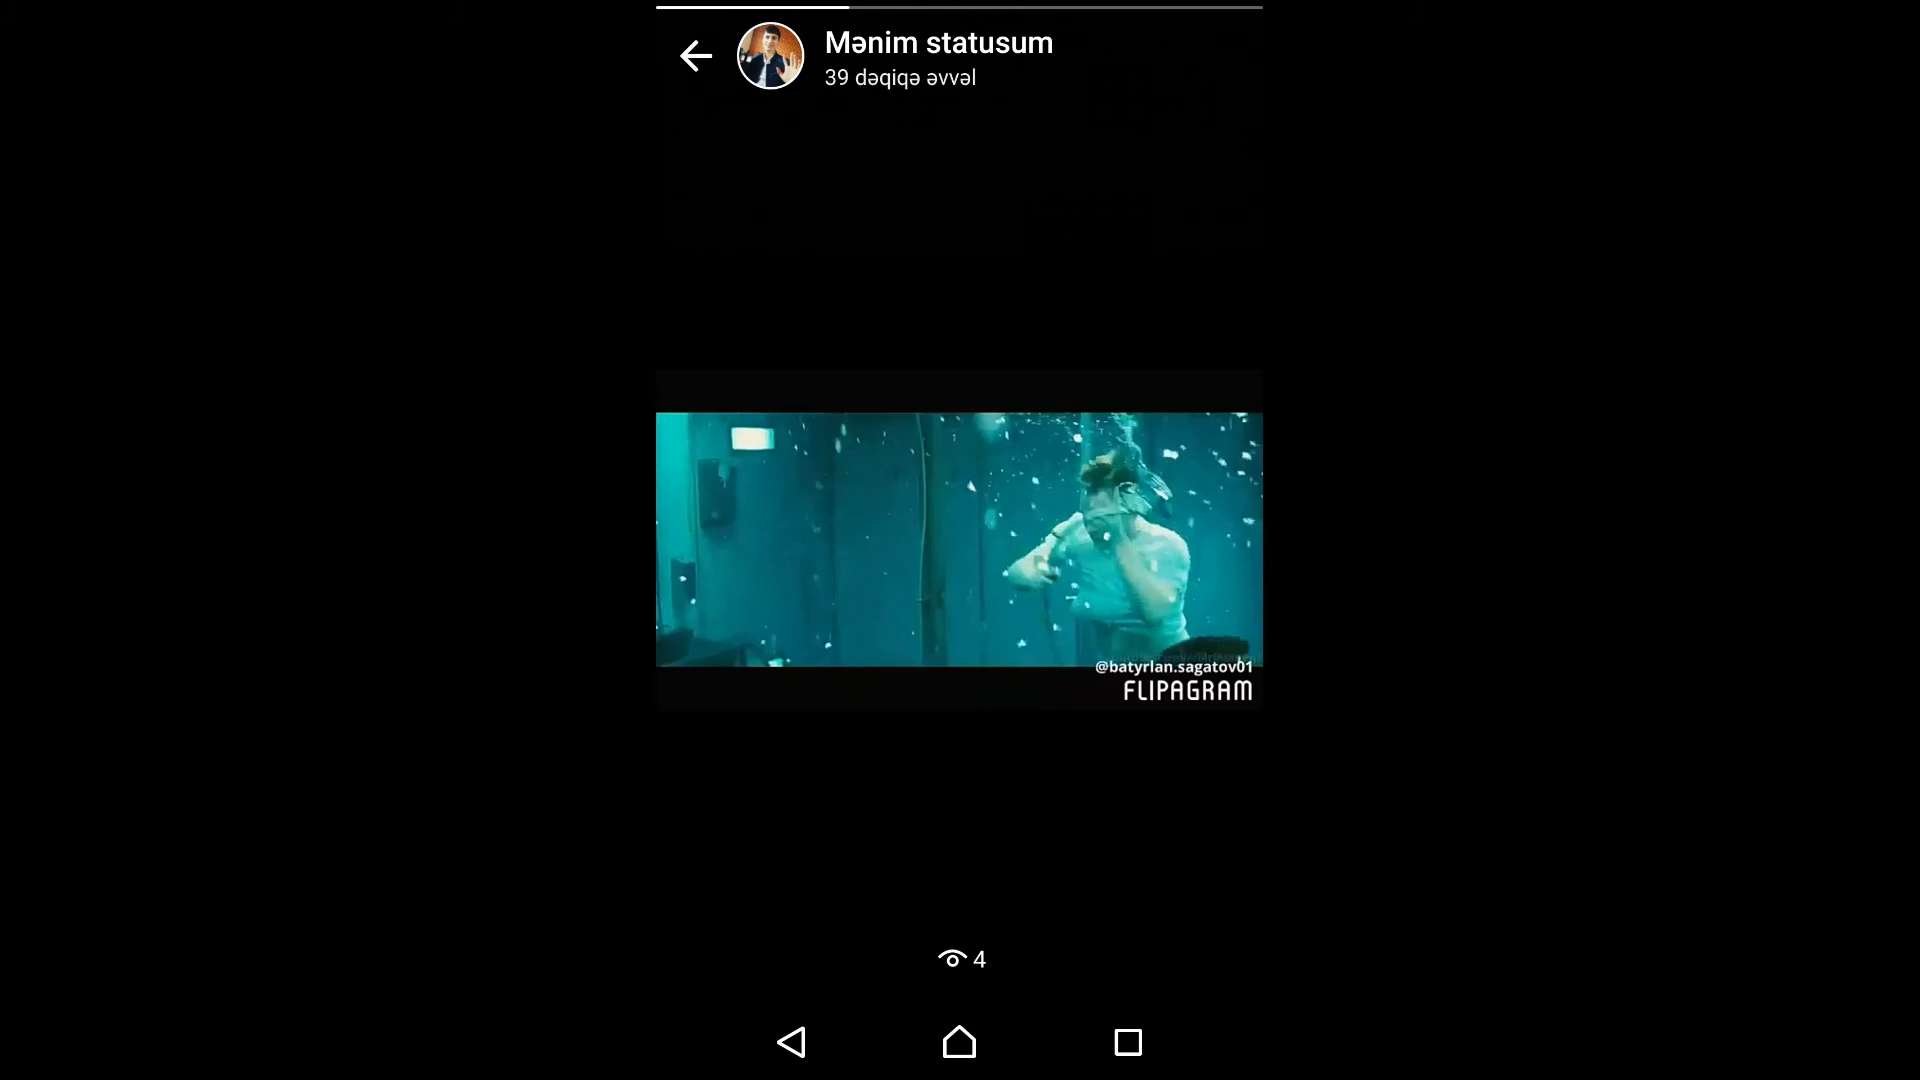 Mənim statusum
39 dəqiqə əvvəl
@batyrlan.sagatov01
FLIPAGRAM
4